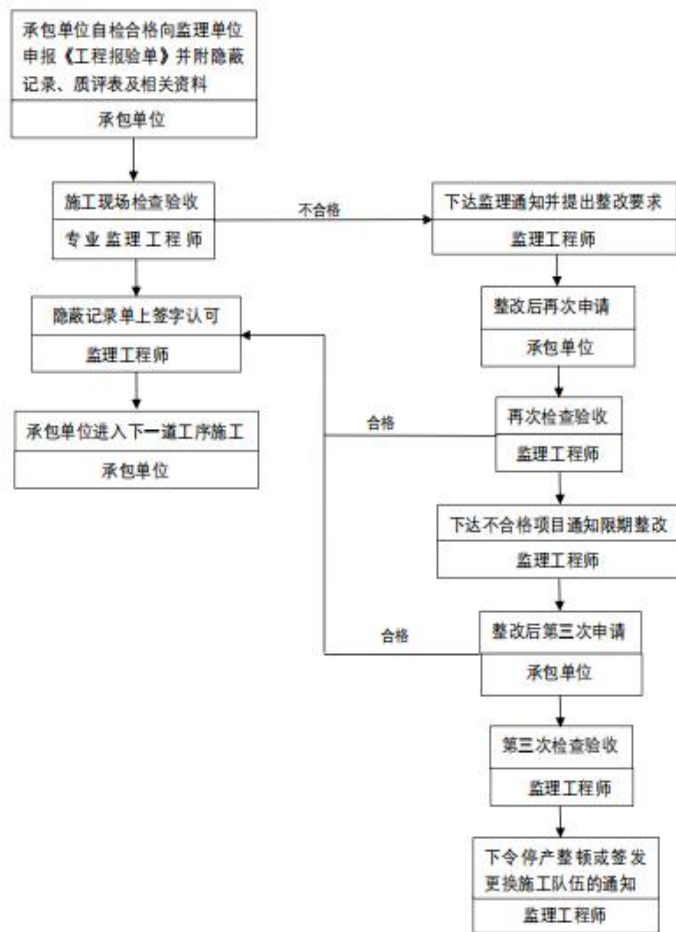 承包单位自检合格向监理单位
申报《工程报验单》并附隐蔽
记录、质评表及相关资料
承包单位
施工现场检查验收
专业监理工程师
不合格
下达监理通知并提出整改要求
监理工程师
隐蔽记录单上签字认可
监理工程师
整改后再次申请
承包单位
承包单位进入下一道工序施工
承包单位
合格
再次检查验收
监理工程师
下达不合格项目通知限期整改
监理工程师
合格
整改后第三次申请
承包单位
第三次检查验收
监理工程师
下令停产整顿或签发
更换施工队伍的通知
监理工程师